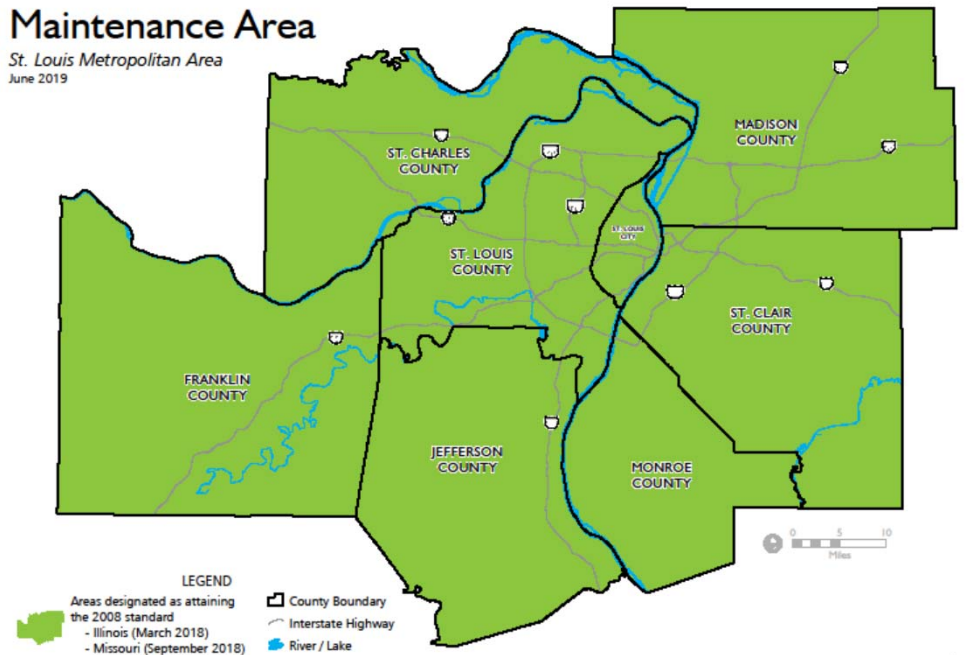 Maintenance Area
St. Louis Metropolitan Area
June 2019
MADISON
COUNTY
ST. CHARLES
COUNTY
ST. LOUIS
CITY
ST. LOUIS
COUNTY
ST. CLAIR
COUNTY
FRANKLIN
COUNTY
JEFFERSON
COUNTY
MONROE
COUNTY
0 5 10
Miles
LEGEND
Areas designated as attaining
the 2008 standard
- Illinois (March 2018)
- Missouri (September 2018)
County Boundary
Interstate Highway
River / Lake